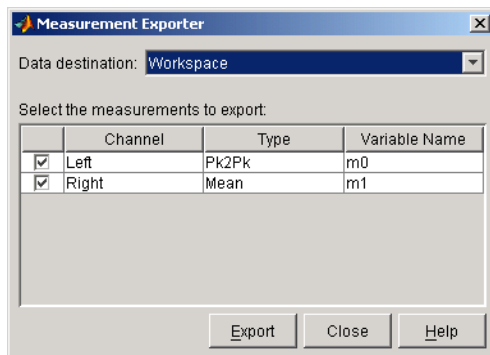 Measurement Exporter
Data destination: Workspace
Select the measurements to export:
Channel Type Variable Name
Left Pk2Pk m0
Right Mean m1
Export Close Help